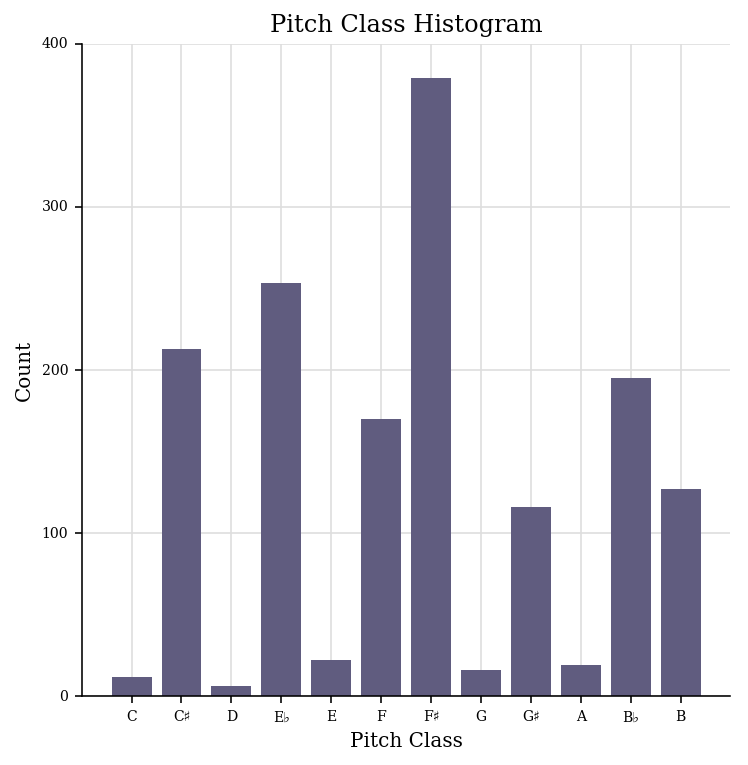 Pitch Class Histogram
400
300
200
100
0
Count
C C♯ D E♭ E F F♯ G G♯ A B♭ B
Pitch Class